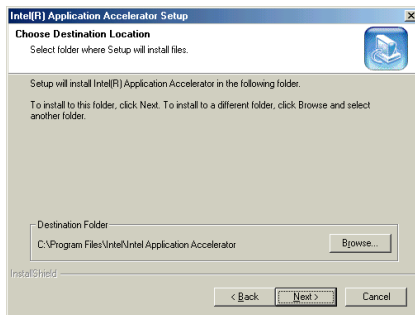 Intel(R) Application Accelerator Setup
Choose Destination Location
Select folder where Setup will install files.
Setup will install Intel(R) Application Accelerator in the following folder.
To install to this folder, click Next. To install to a different folder, click Browse and select
another folder.
Destination Folder
C:\Program Files\Intel\Intel Application Accelerator
Browse...
InstallShield
< Back
Next >
Cancel